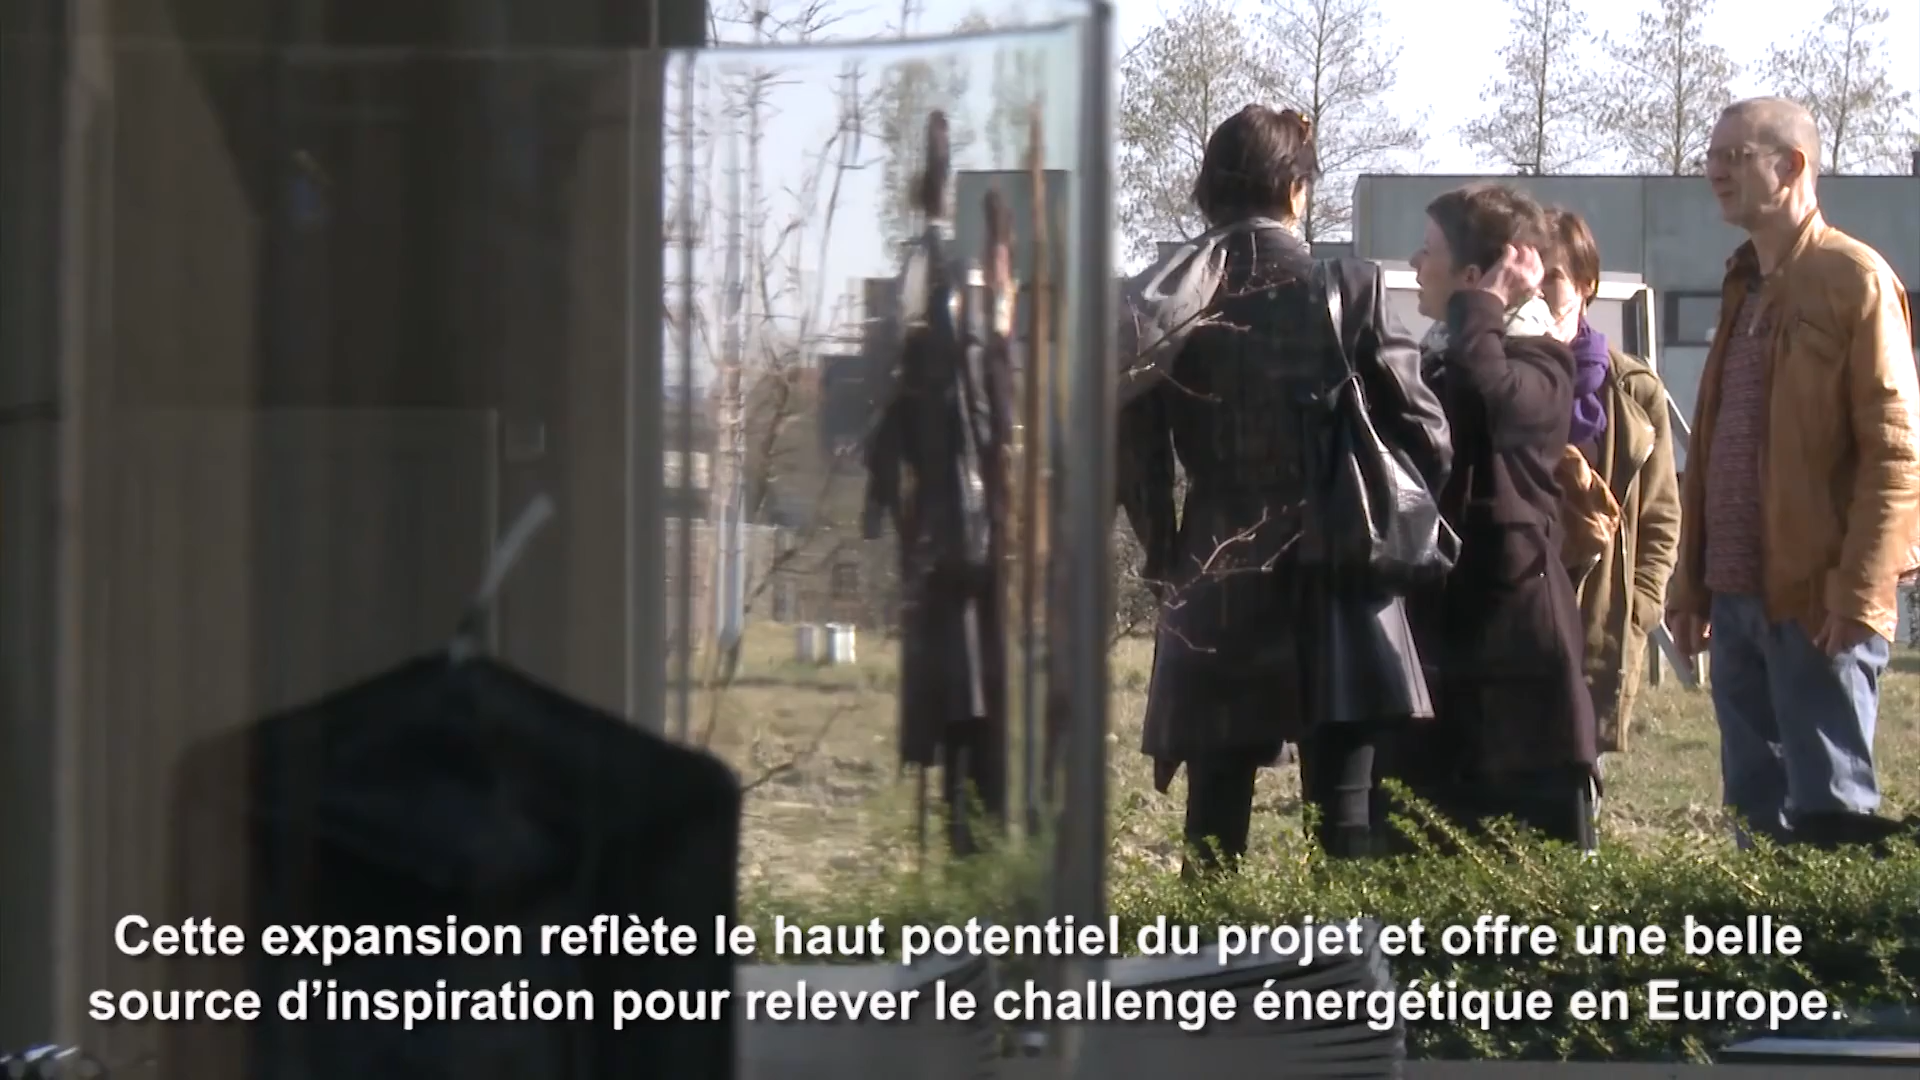 Cette expansion reflète le haut potentiel du projet et offre une belle
source d’inspiration pour relever le challenge énergétique en Europe.